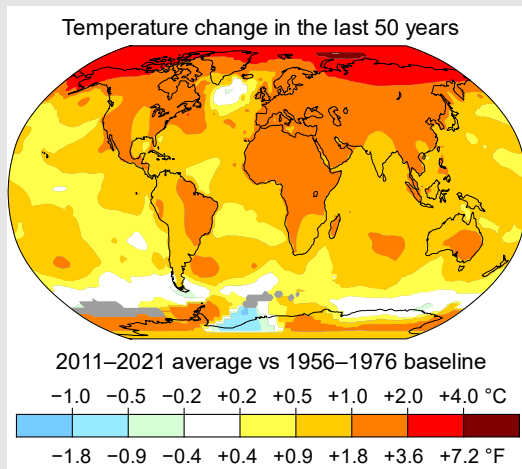 Temperature change in the last 50 years
2011–2021 average vs 1956–1976 baseline
−1.0 −0.5 −0.2 +0.2 +0.5 +1.0 +2.0 +4.0 °C
−1.8 −0.9 −0.4 +0.4 +0.9 +1.8 +3.6 +7.2 °F